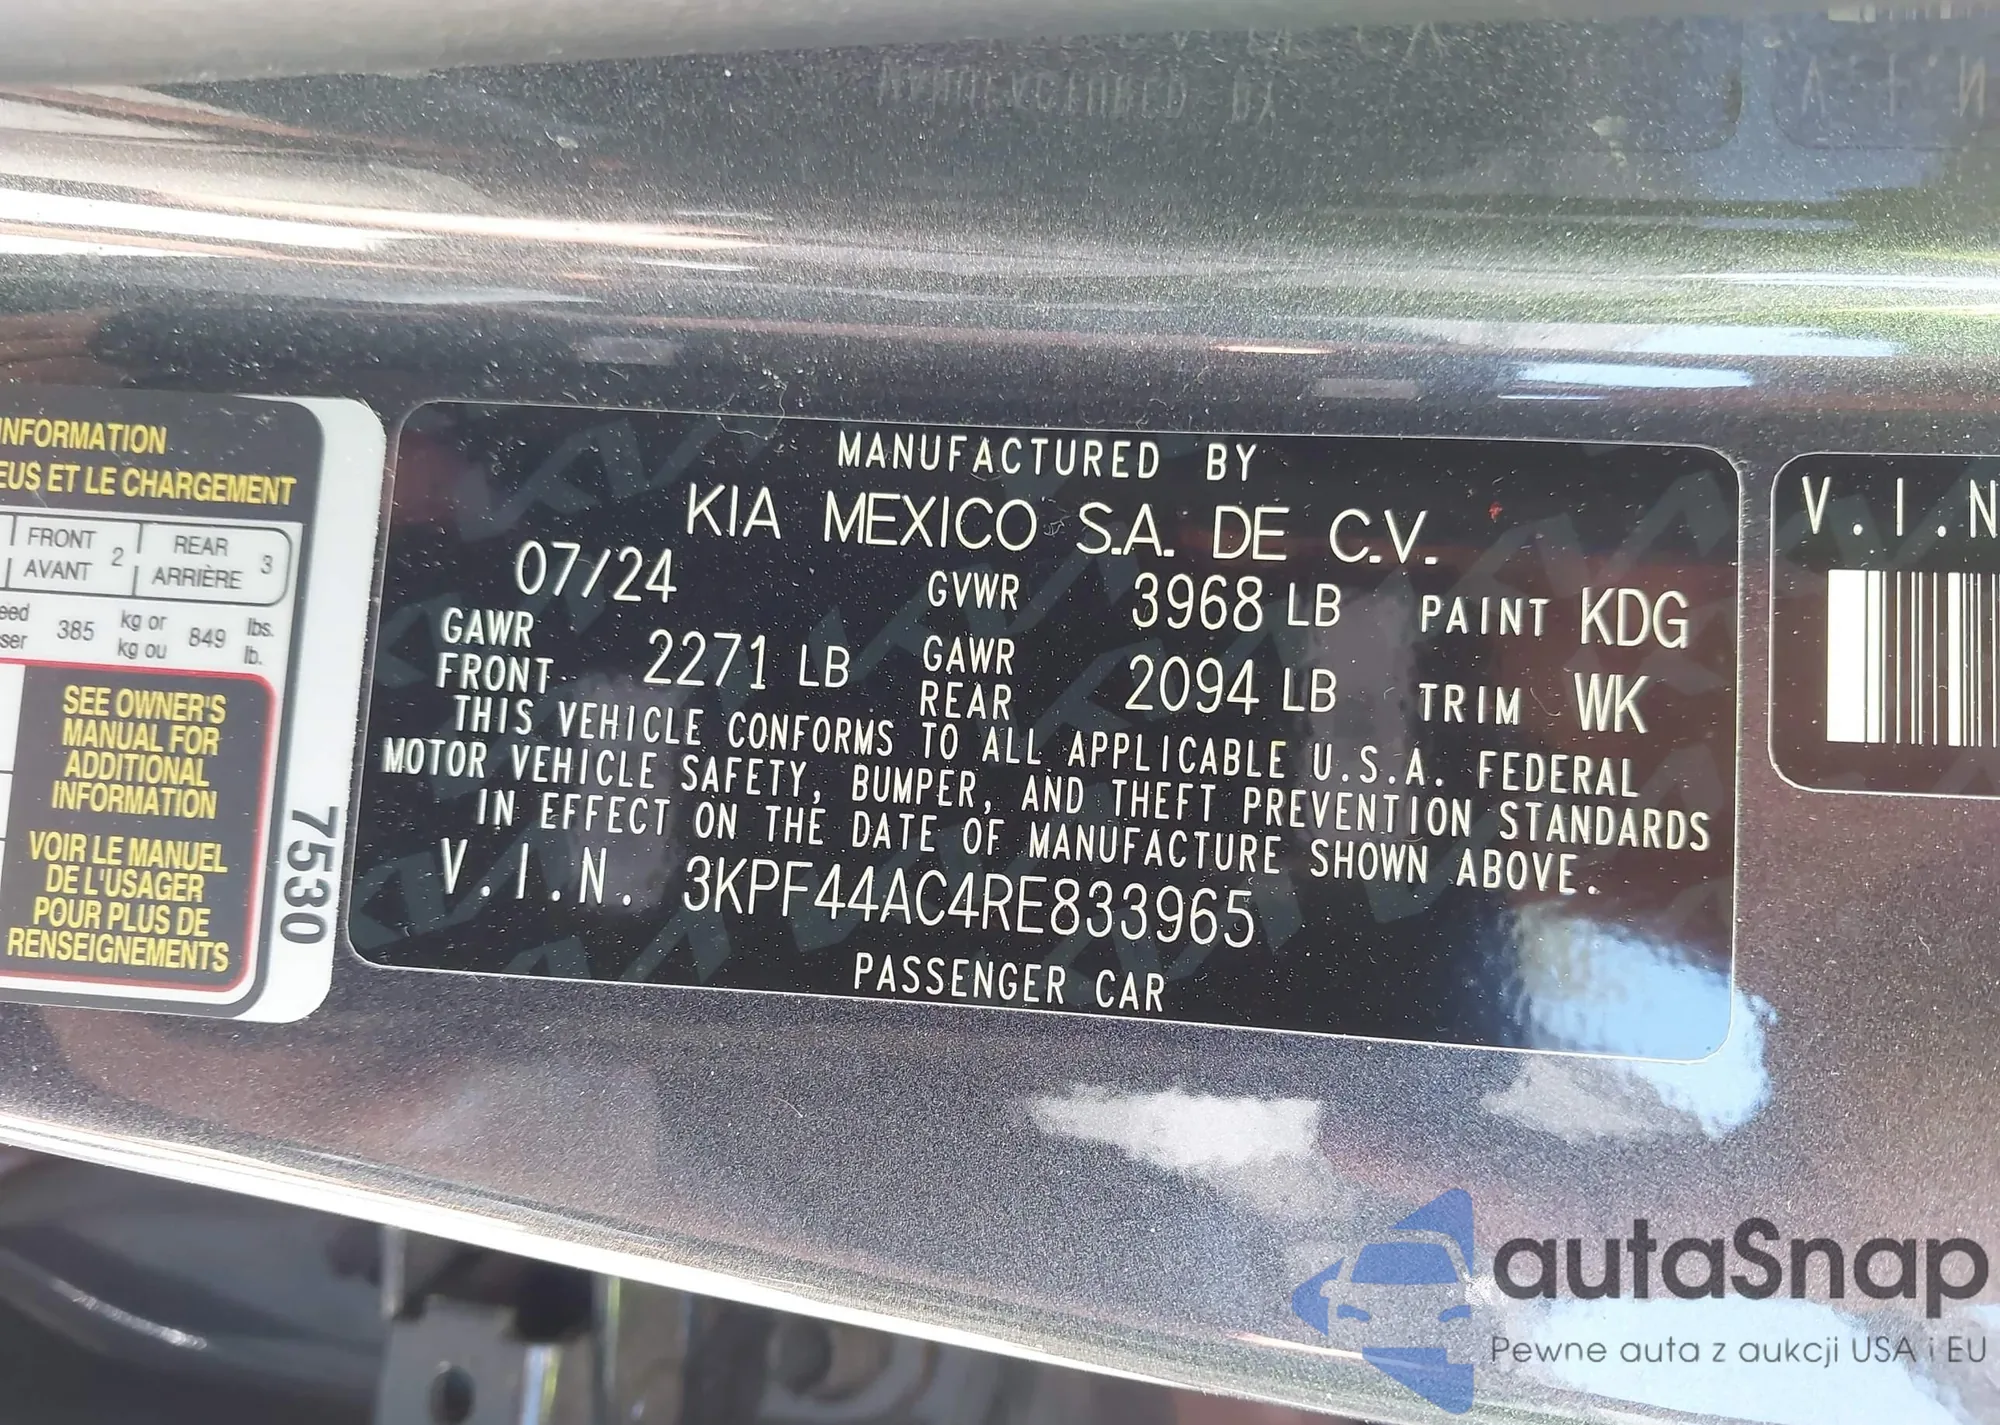 INFORMATION
EUS ET LE CHARGEMENT
FRONT
AVANT 2
REAR
ARRIÈRE 3
385 kg or
kg ou 849 lbs.
lb.
SEE OWNER'S
MANUAL FOR
ADDITIONAL
INFORMATION
VOIR LE MANUEL
DE L'USAGER
POUR PLUS DE
RENSEIGNEMENTS
7530
MANUFACTURED BY
KIA MEXICO S.A. DE C.V.
07/24 GVWR 3968 LB PAINT KDG
GAWR
FRONT 2271 LB GAWR
REAR 2094 LB TRIM WK
THIS VEHICLE CONFORMS TO ALL APPLICABLE U.S.A. FEDERAL
MOTOR VEHICLE SAFETY, BUMPER, AND THEFT PREVENTION STANDARDS
IN EFFECT ON THE DATE OF MANUFACTURE SHOWN ABOVE.
V.I.N. 3KPF44AC4RE833965
PASSENGER CAR
V.I.N
autaSnap
Pewne auta z aukcji USA i EU